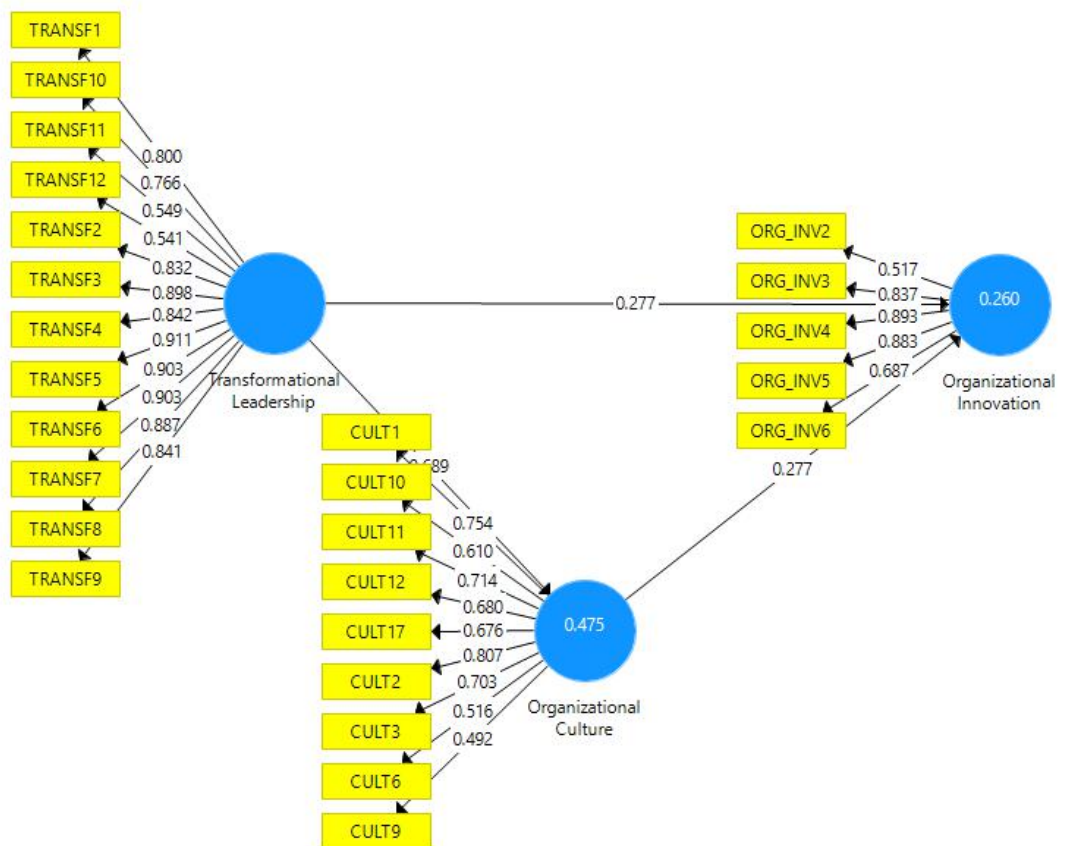 TRANSF1
TRANSF10
TRANSF11
TRANSF12
TRANSF2
TRANSF3
TRANSF4
TRANSF5
TRANSF6
TRANSF7
TRANSF8
TRANSF9
0.800
0.766
0.549
0.541
0.832
0.898
0.842
0.911
0.903
0.903
0.887
0.841
Transformational
Leadership
0.277
ORG_INV2
ORG_INV3
ORG_INV4
ORG_INV5
ORG_INV6
0.517
0.837
0.893
0.883
0.687
0.260
Organizational
Innovation
0.689
0.277
CULT1
CULT10
CULT11
CULT12
CULT17
CULT2
CULT3
CULT6
CULT9
0.754
0.610
0.714
0.680
0.676
0.807
0.703
0.516
0.492
0.475
Organizational
Culture